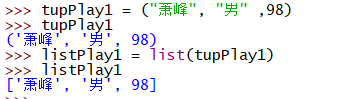 >>> tupPlay1 = ("萧峰", "男" ,98)
>>> tupPlay1
('萧峰', '男', 98)
>>> listPlay1 = list(tupPlay1)
>>> listPlay1
['萧峰', '男', 98]